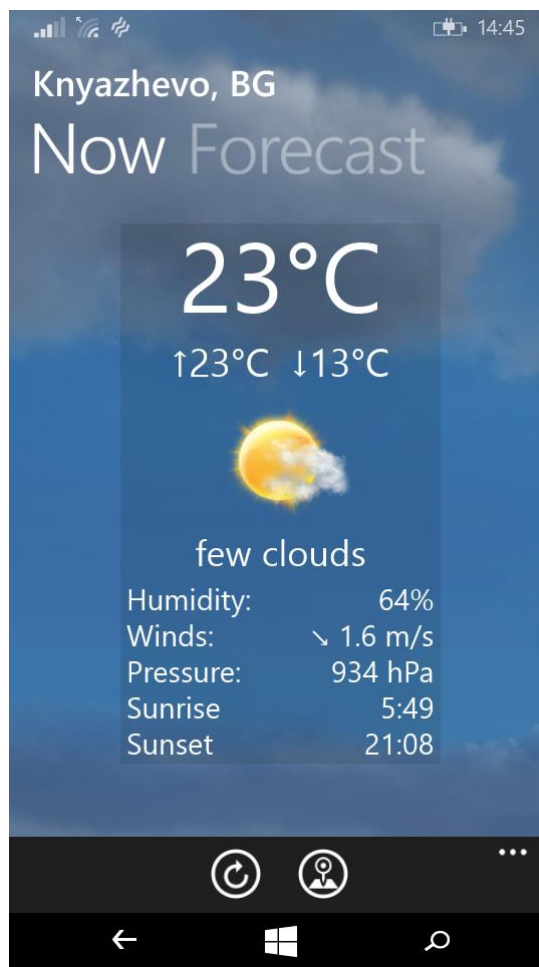 14:45
Knyazhevo, BG
Now Forecast
23°C
↑23°C ↓13°C
few clouds
Humidity: 64%
Winds: ↘ 1.6 m/s
Pressure: 934 hPa
Sunrise 5:49
Sunset 21:08